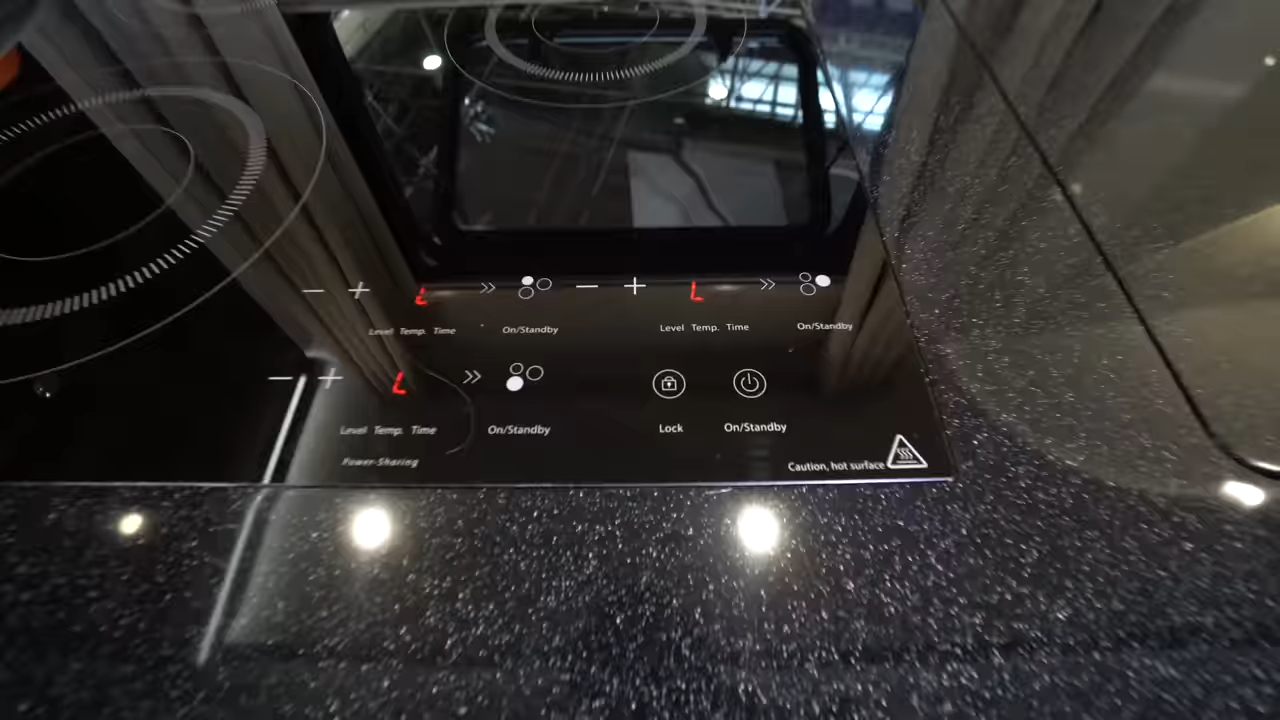 − + L >> − + L >>
Level Temp. Time On/Standby Level Temp. Time On/Standby
− + L >>
Level Temp. Time On/Standby Lock On/Standby
Power-Sharing
Caution, hot surface